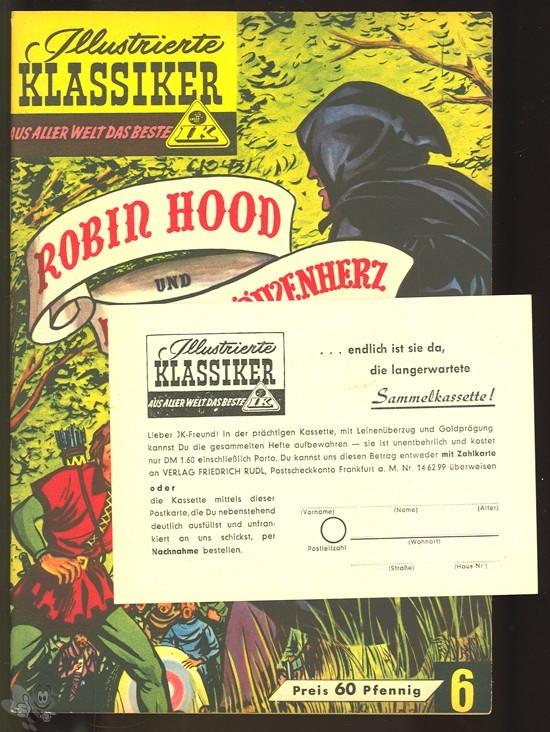 Illustrierte
KLASSIKER
AUS ALLER WELT DAS BESTE IK
ROBIN HOOD
UND
Illustrierte
KLASSIKER
AUS ALLER WELT DAS BESTE IK
. . . endlich ist sie da,
die langerwartete
Sammelkassette!
Lieber JK-Freund! In der prächtigen Kassette, mit Leinenüberzug und Goldprägung
kannst Du die gesammelten Hefte aufbewahren — sie ist unentbehrlich und kostet
nur DM 1.60 einschließlich Porto. Du kannst uns diesen Betrag entweder mit Zahlkarte
an VERLAG FRIEDRICH RUDL, Postscheckkonto Frankfurt a. M. Nr. 14 62 99 überweisen
oder
die Kassette mittels dieser
Postkarte, die Du nebenstehend
deutlich ausfüllst und unfran-
kiert an uns schickst, per
Nachnahme bestellen.
(Vorname) (Name) (Alter)
Postleitzahl (Wohnort)
(Straße) (Haus-Nr.)
Preis 60 Pfennig 6